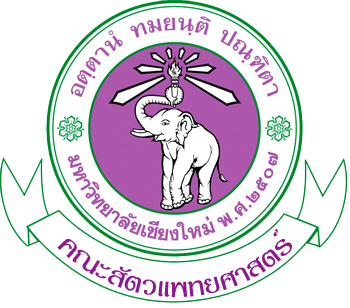 อตฺตานํ ทมยนฺติ ปณฺฑิตา
มหาวิทยาลัยเชียงใหม่ พ.ศ.๒๕๐๗
คณะสัตวแพทยศาสตร์